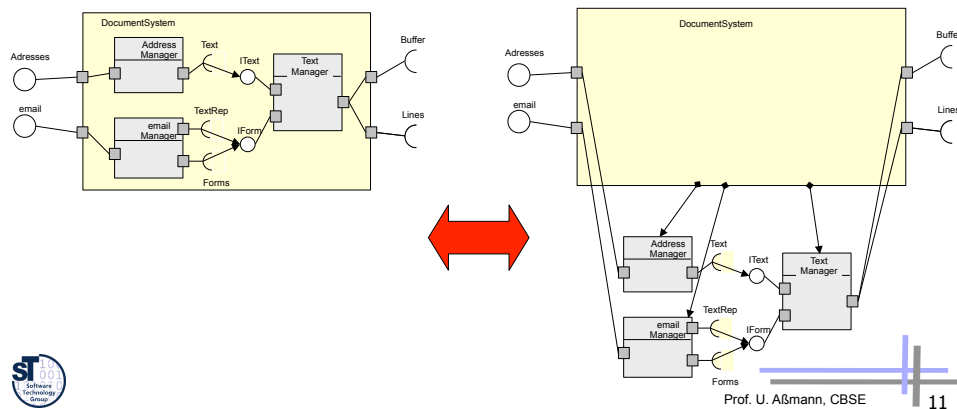 DocumentSystem
Adresses
email
Address
Manager
Text
IText
Text
Manager
email
Manager
TextRep
IForm
Forms
Buffer
Lines
DocumentSystem
Adresses
email
Buffer
Lines
Address
Manager
Text
IText
Text
Manager
email
Manager
TextRep
IForm
Forms
ST
Software
Technology
Group
Prof. U. Aßmann, CBSE
11